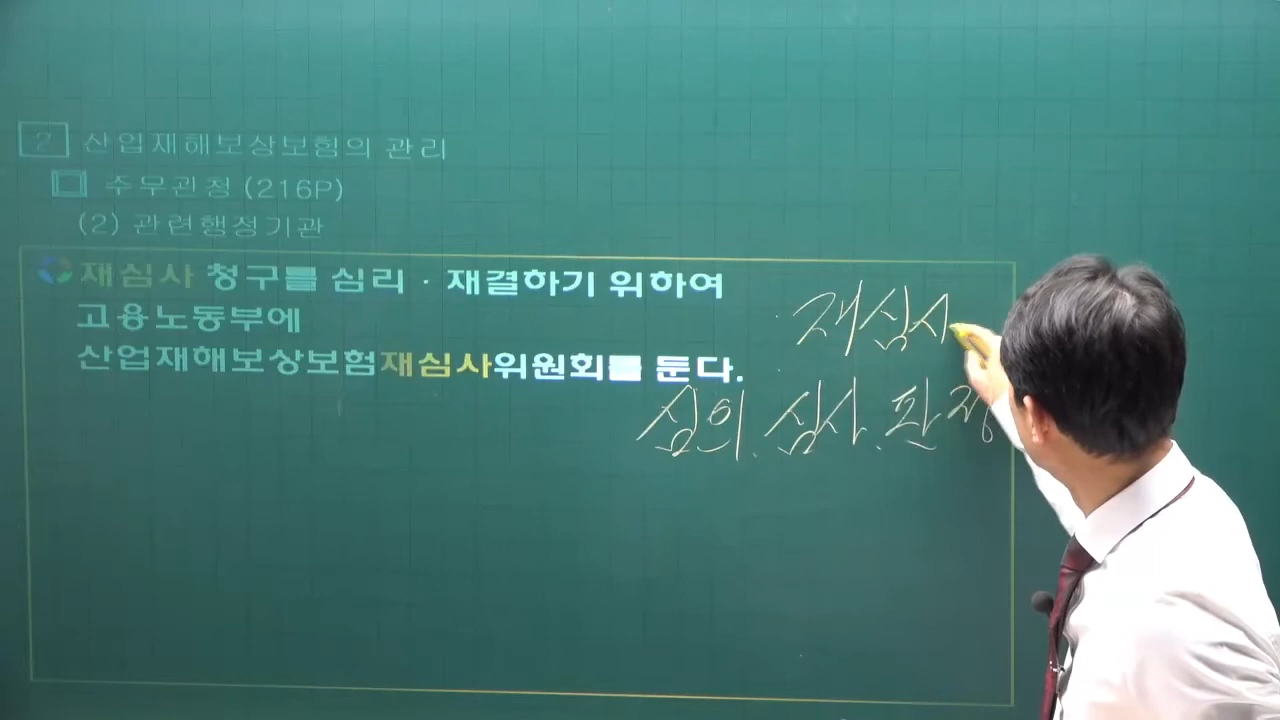 2 산업재해보상보험의 관리
주무관청 (216P)
(2) 관련행정기관
재심사 청구를 심리 · 재결하기 위하여
고용노동부에
산업재해보상보험재심사위원회를 둔다.
재심사
심의. 심사. 판정